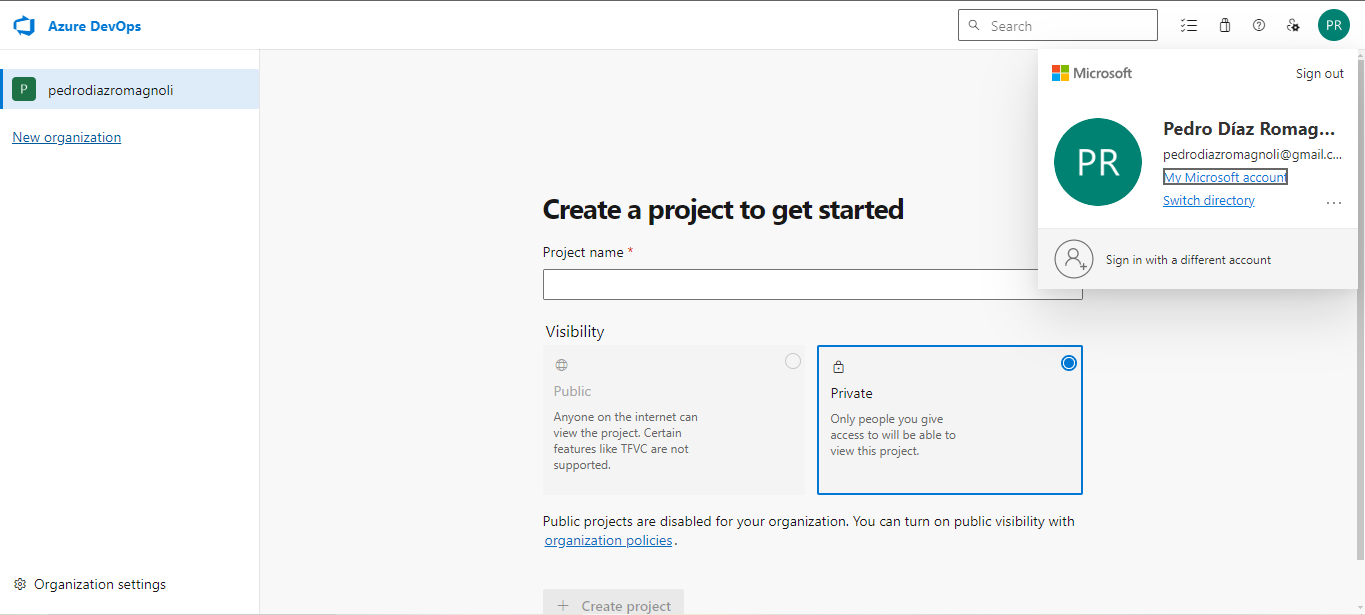 Azure DevOps
Search
PR
P
pedrodiazromagnoli
New organization
Microsoft
Sign out
PR
Pedro Díaz Romag...
pedrodiazromagnoli@gmail.c...
My Microsoft account
Switch directory
...
Sign in with a different account
Create a project to get started
Project name *
Visibility
Public
Anyone on the internet can
view the project. Certain
features like TFVC are not
supported.
Private
Only people you give
access to will be able to
view this project.
Public projects are disabled for your organization. You can turn on public visibility with
organization policies.
+ Create project
Organization settings